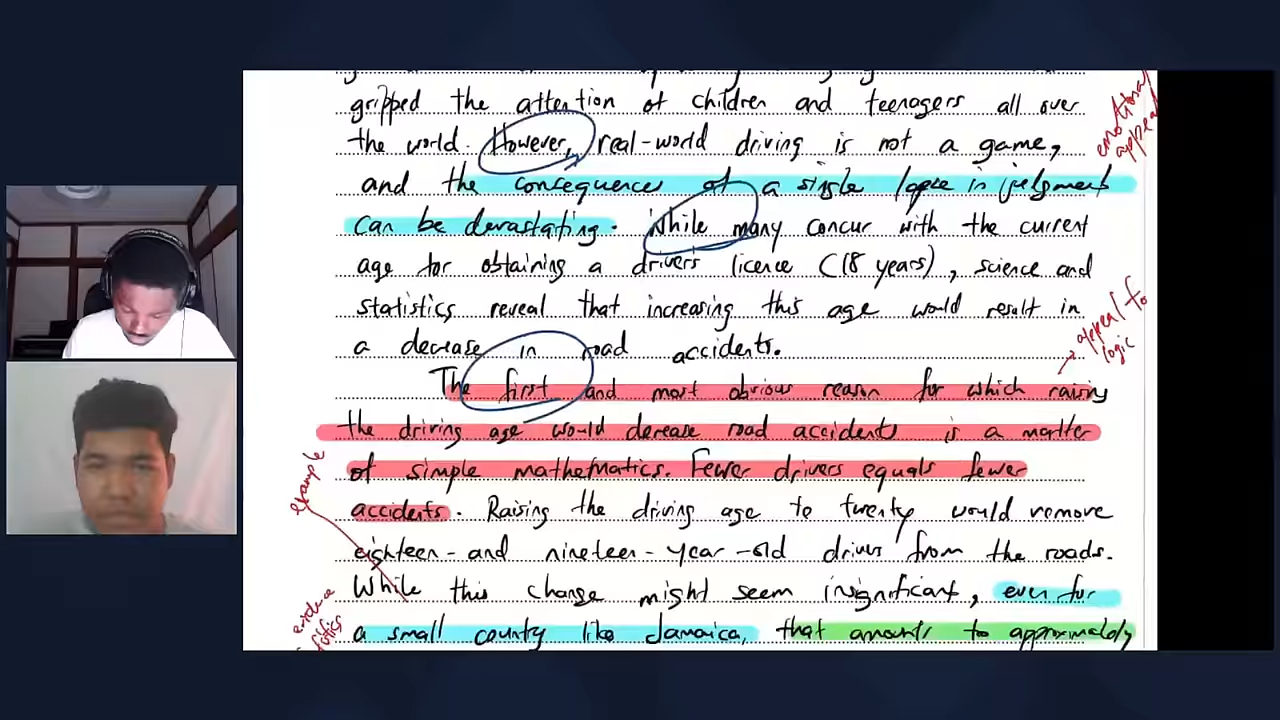 gripped the attention of children and teenagers all over
the world. However, real-world driving is not a game,
and the consequences of a single lapse in judgment
can be devastating. While many concur with the current
age for obtaining a drivers licence (18 years), science and
statistics reveal that increasing this age would result in
a decrease in road accidents.
The first and most obvious reason for which raising
the driving age would decrease road accidents is a matter
of simple mathematics. Fewer drivers equals fewer
accidents. Raising the driving age to twenty would remove
eighteen-and nineteen-year-old drivers from the roads.
While this change might seem insignificant, even for
a small country like Jamaica, that amounts to approximately
emotional
appeal
appeal to
logic
example
evidence